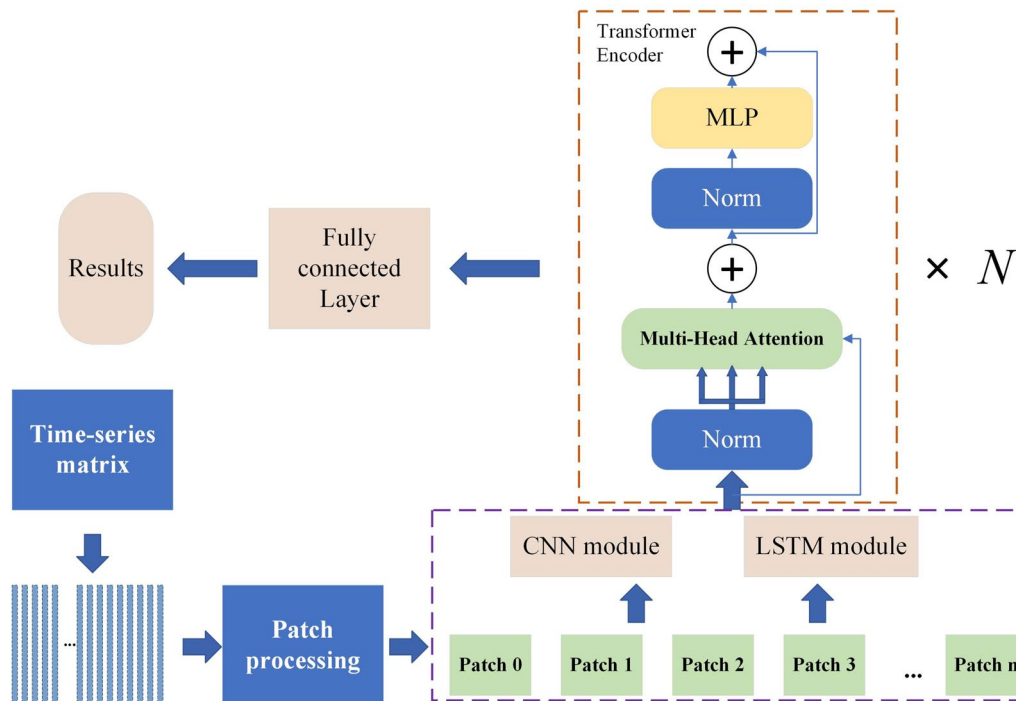 Transformer
Encoder
+
MLP
Norm
+
Multi-Head Attention
Norm
× N
Results
Fully
connected
Layer
Time-series
matrix
...
Patch
processing
CNN module
LSTM module
Patch 0
Patch 1
Patch 2
Patch 3
...
Patch n